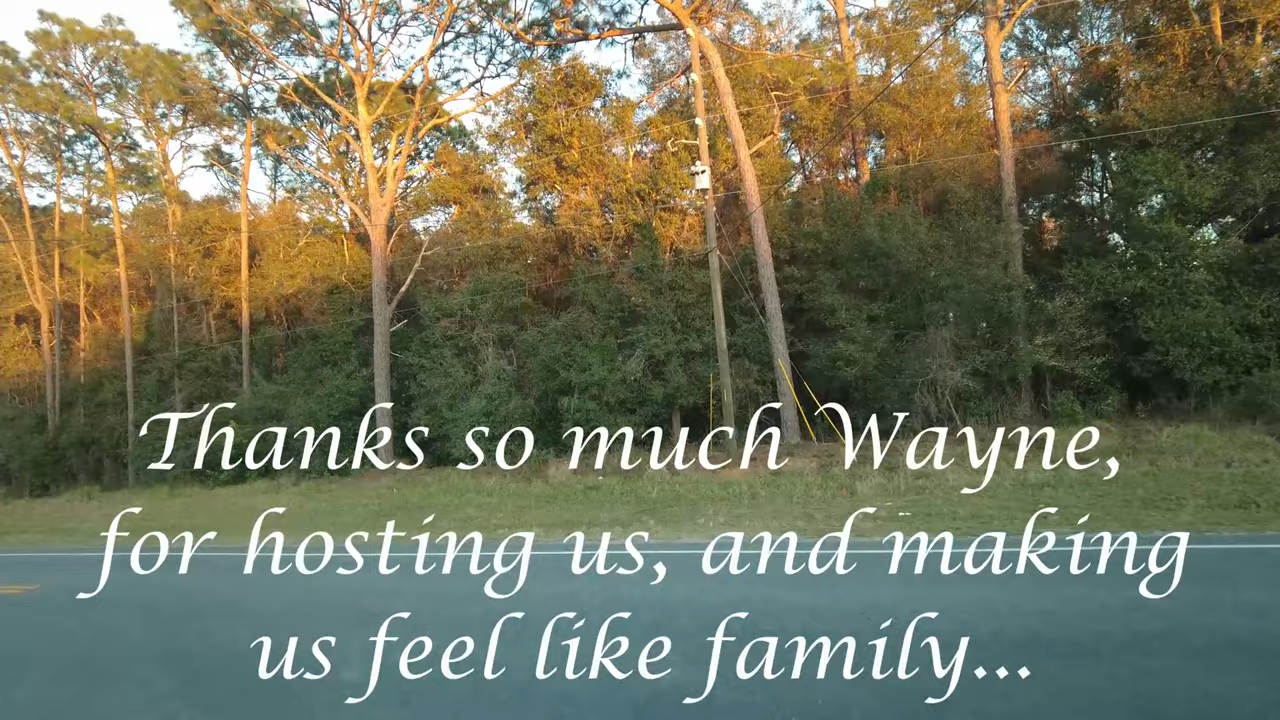 Thanks so much Wayne,
for hosting us, and making
us feel like family...